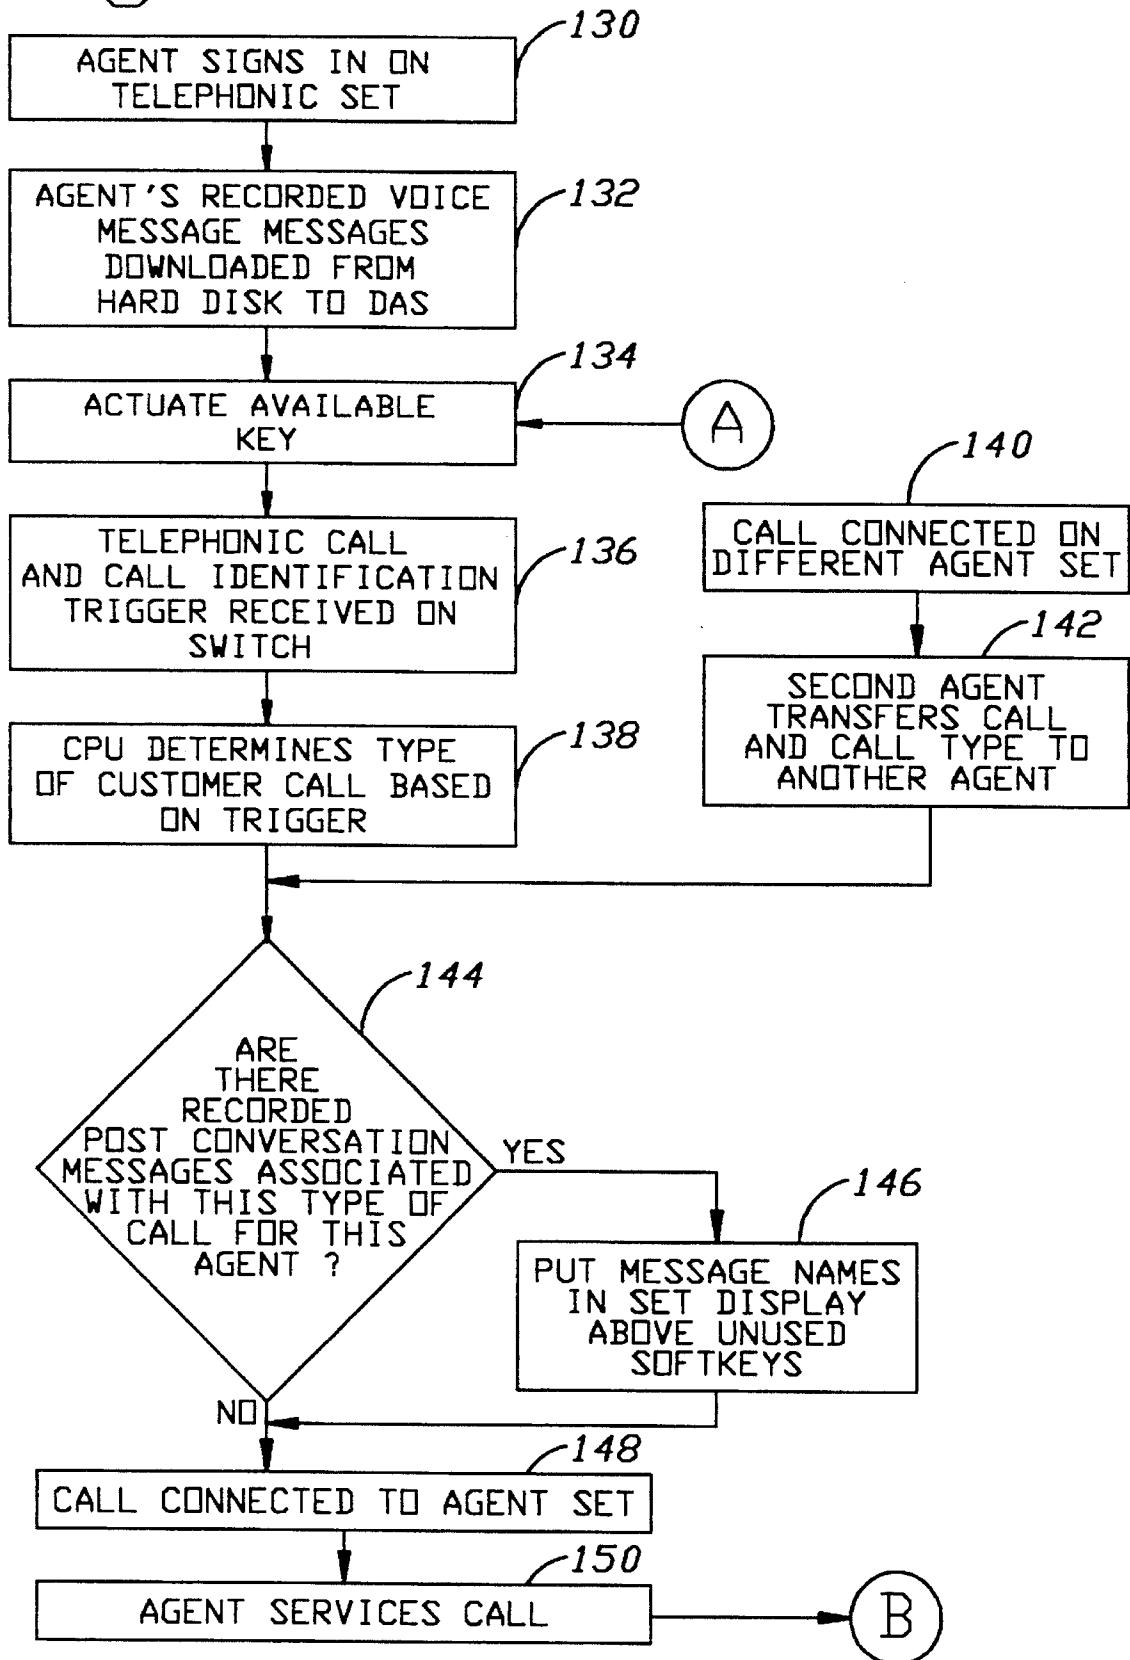 130
AGENT SIGNS IN ON
TELEPHONIC SET
132
AGENT'S RECORDED VOICE
MESSAGE MESSAGES
DOWNLOADED FROM
HARD DISK TO DAS
134
ACTUATE AVAILABLE
KEY
A
136
TELEPHONIC CALL
AND CALL IDENTIFICATION
TRIGGER RECEIVED ON
SWITCH
138
CPU DETERMINES TYPE
OF CUSTOMER CALL BASED
ON TRIGGER
140
CALL CONNECTED ON
DIFFERENT AGENT SET
142
SECOND AGENT
TRANSFERS CALL
AND CALL TYPE TO
ANOTHER AGENT
144
ARE
THERE
RECORDED
POST CONVERSATION
MESSAGES ASSOCIATED
WITH THIS TYPE OF
CALL FOR THIS
AGENT ?
YES
146
PUT MESSAGE NAMES
IN SET DISPLAY
ABOVE UNUSED
SOFTKEYS
NO
148
CALL CONNECTED TO AGENT SET
150
AGENT SERVICES CALL
B